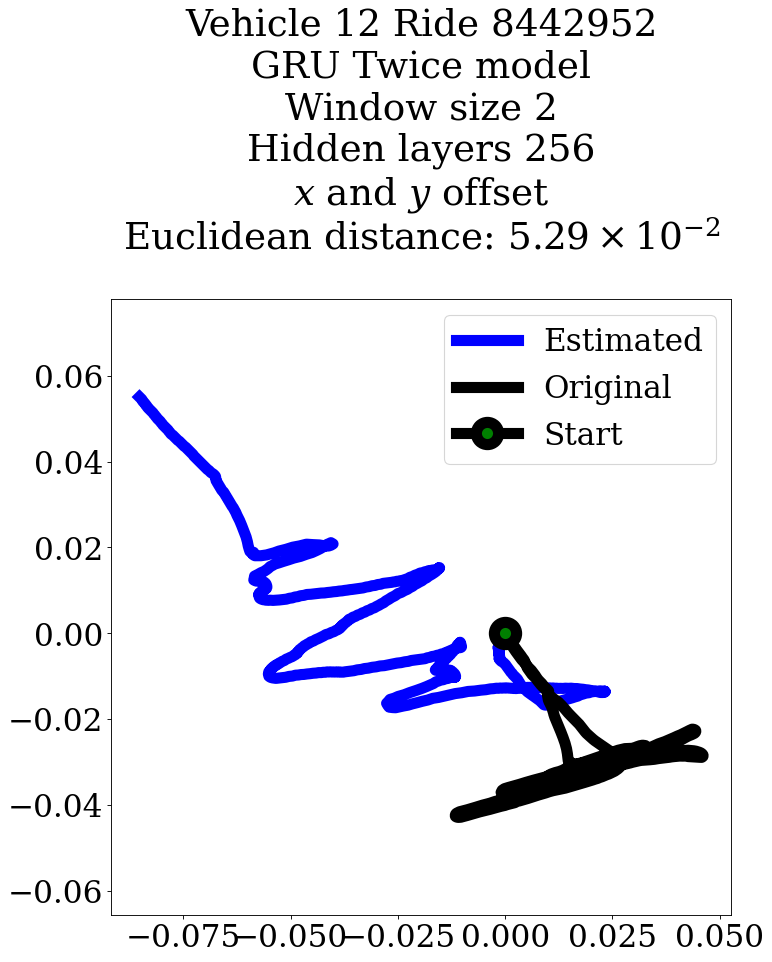 Vehicle 12 Ride 8442952
GRU Twice model
Window size 2
Hidden layers 256
x and y offset
Euclidean distance: 5.29 × 10⁻²
Estimated
Original
Start
0.06
0.04
0.02
0.00
−0.02
−0.04
−0.06
−0.075 −0.050 −0.025 0.000 0.025 0.050